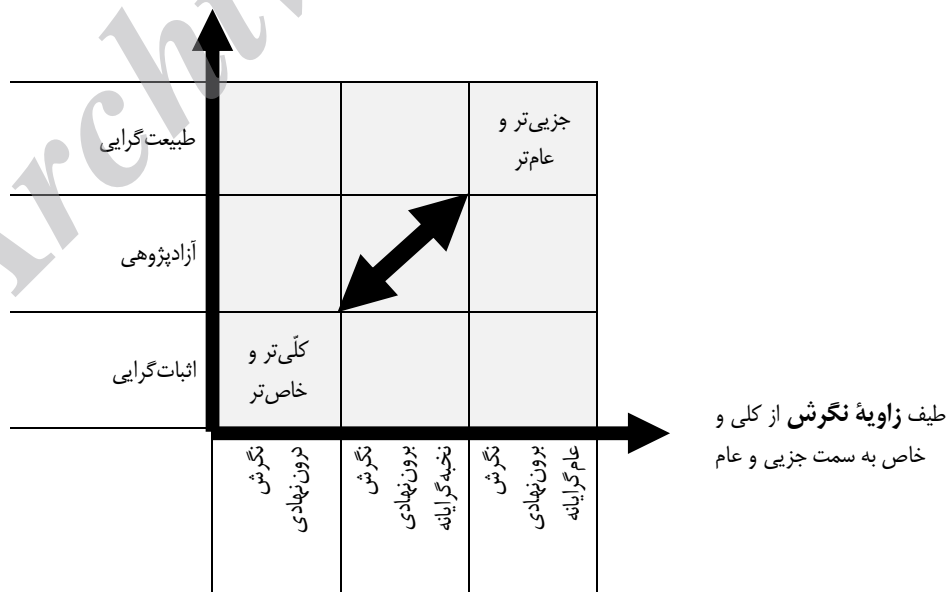 Archiv
طبیعت‌گرایی
جزیی‌تر و
عام‌تر
آزادپژوهی
اثبات‌گرایی
کلّی‌تر و
خاص‌تر
طیف زاویهٔ نگرش از کلی و
خاص به سمت جزیی و عام
نگرش
درون‌نهادی
نگرش
برون‌نهادی
نخبه‌گرایانه
نگرش
برون‌نهادی
عام‌گرایانه